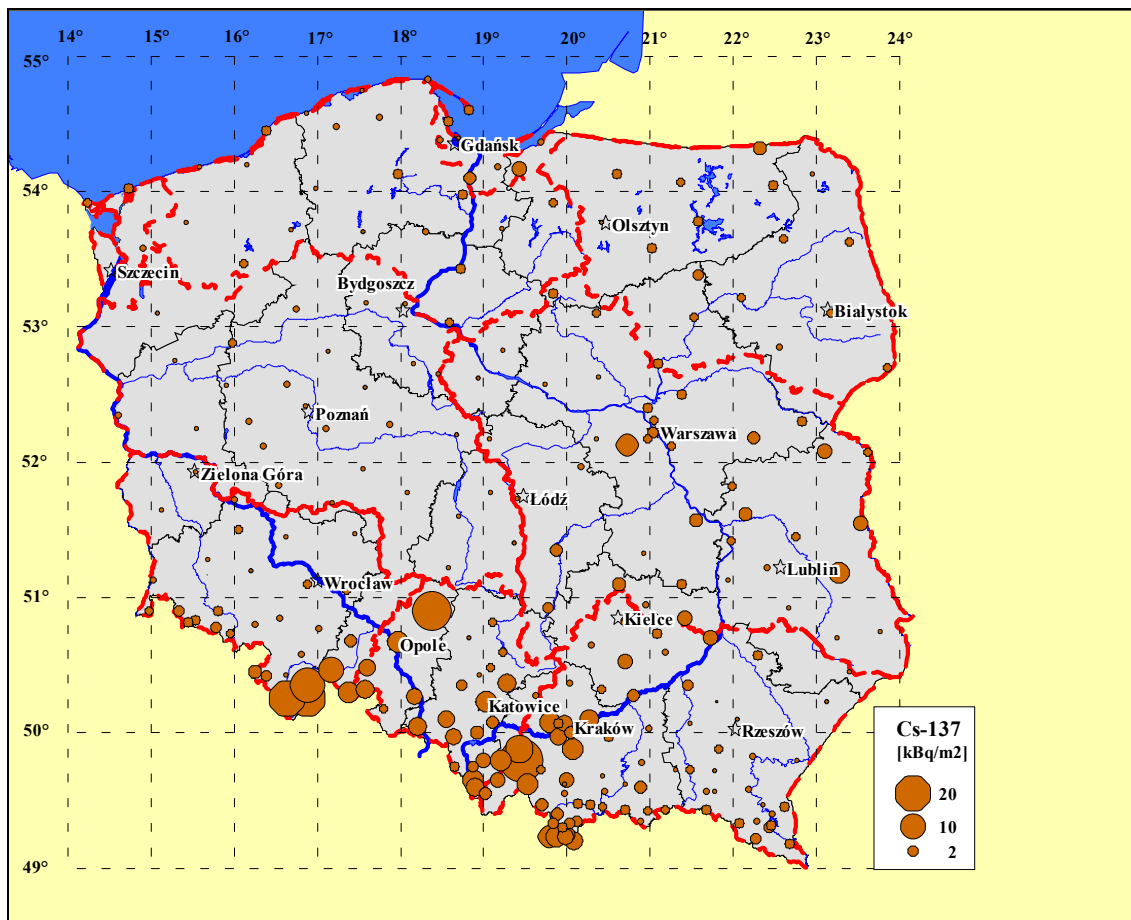 14° 15° 16° 17° 18° 19° 20° 21° 22° 23° 24°
55°
Gdańsk
54°
Olsztyn
Szczecin
Bydgoszcz
53°
Białystok
Poznań
Warszawa
52°
Zielona Góra
Łódź
Wrocław
Lublin
51°
Kielce
Opole
Katowice
Kraków
Rzeszów
50°
Cs-137
[kBq/m2]
20
10
2
49°